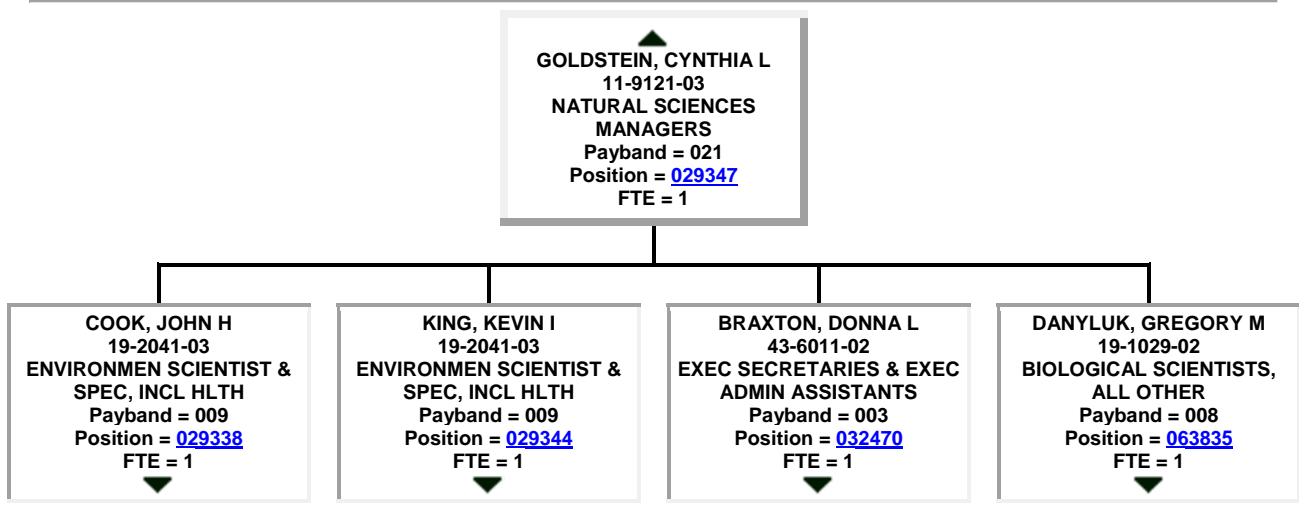 GOLDSTEIN, CYNTHIA L
11-9121-03
NATURAL SCIENCES
MANAGERS
Payband = 021
Position = 029347
FTE = 1
COOK, JOHN H
19-2041-03
ENVIRONMEN SCIENTIST &
SPEC, INCL HLTH
Payband = 009
Position = 029338
FTE = 1
KING, KEVIN I
19-2041-03
ENVIRONMEN SCIENTIST &
SPEC, INCL HLTH
Payband = 009
Position = 029344
FTE = 1
BRAXTON, DONNA L
43-6011-02
EXEC SECRETARIES & EXEC
ADMIN ASSISTANTS
Payband = 003
Position = 032470
FTE = 1
DANYLUK, GREGORY M
19-1029-02
BIOLOGICAL SCIENTISTS,
ALL OTHER
Payband = 008
Position = 063835
FTE = 1